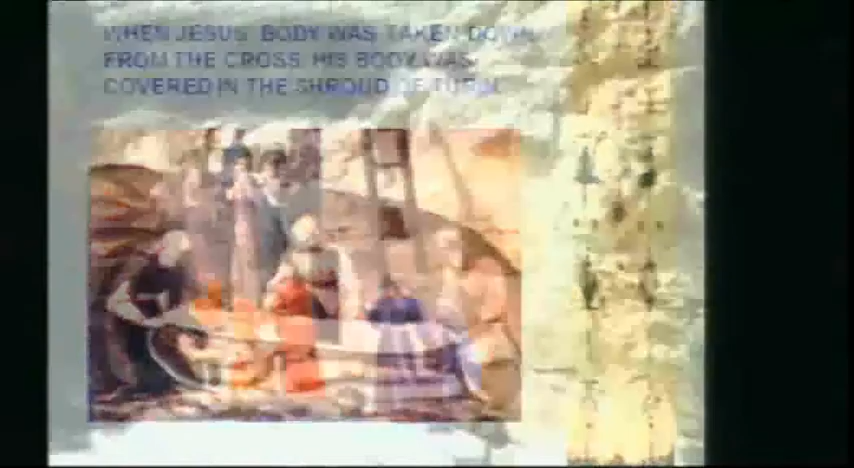 WHEN JESUS' BODY WAS TAKEN DOWN
FROM THE CROSS, HIS BODY WAS
COVERED IN THE SHROUD OF TURIN.